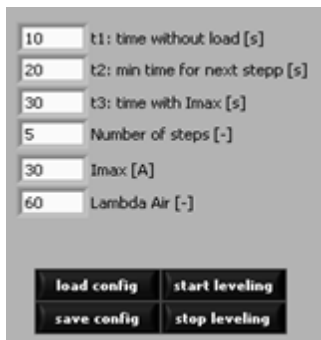 10 t1: time without load [s]
20 t2: min time for next stepp [s]
30 t3: time with Imax [s]
5 Number of steps [-]
30 Imax [A]
60 Lambda Air [-]
load config start leveling
save config stop leveling